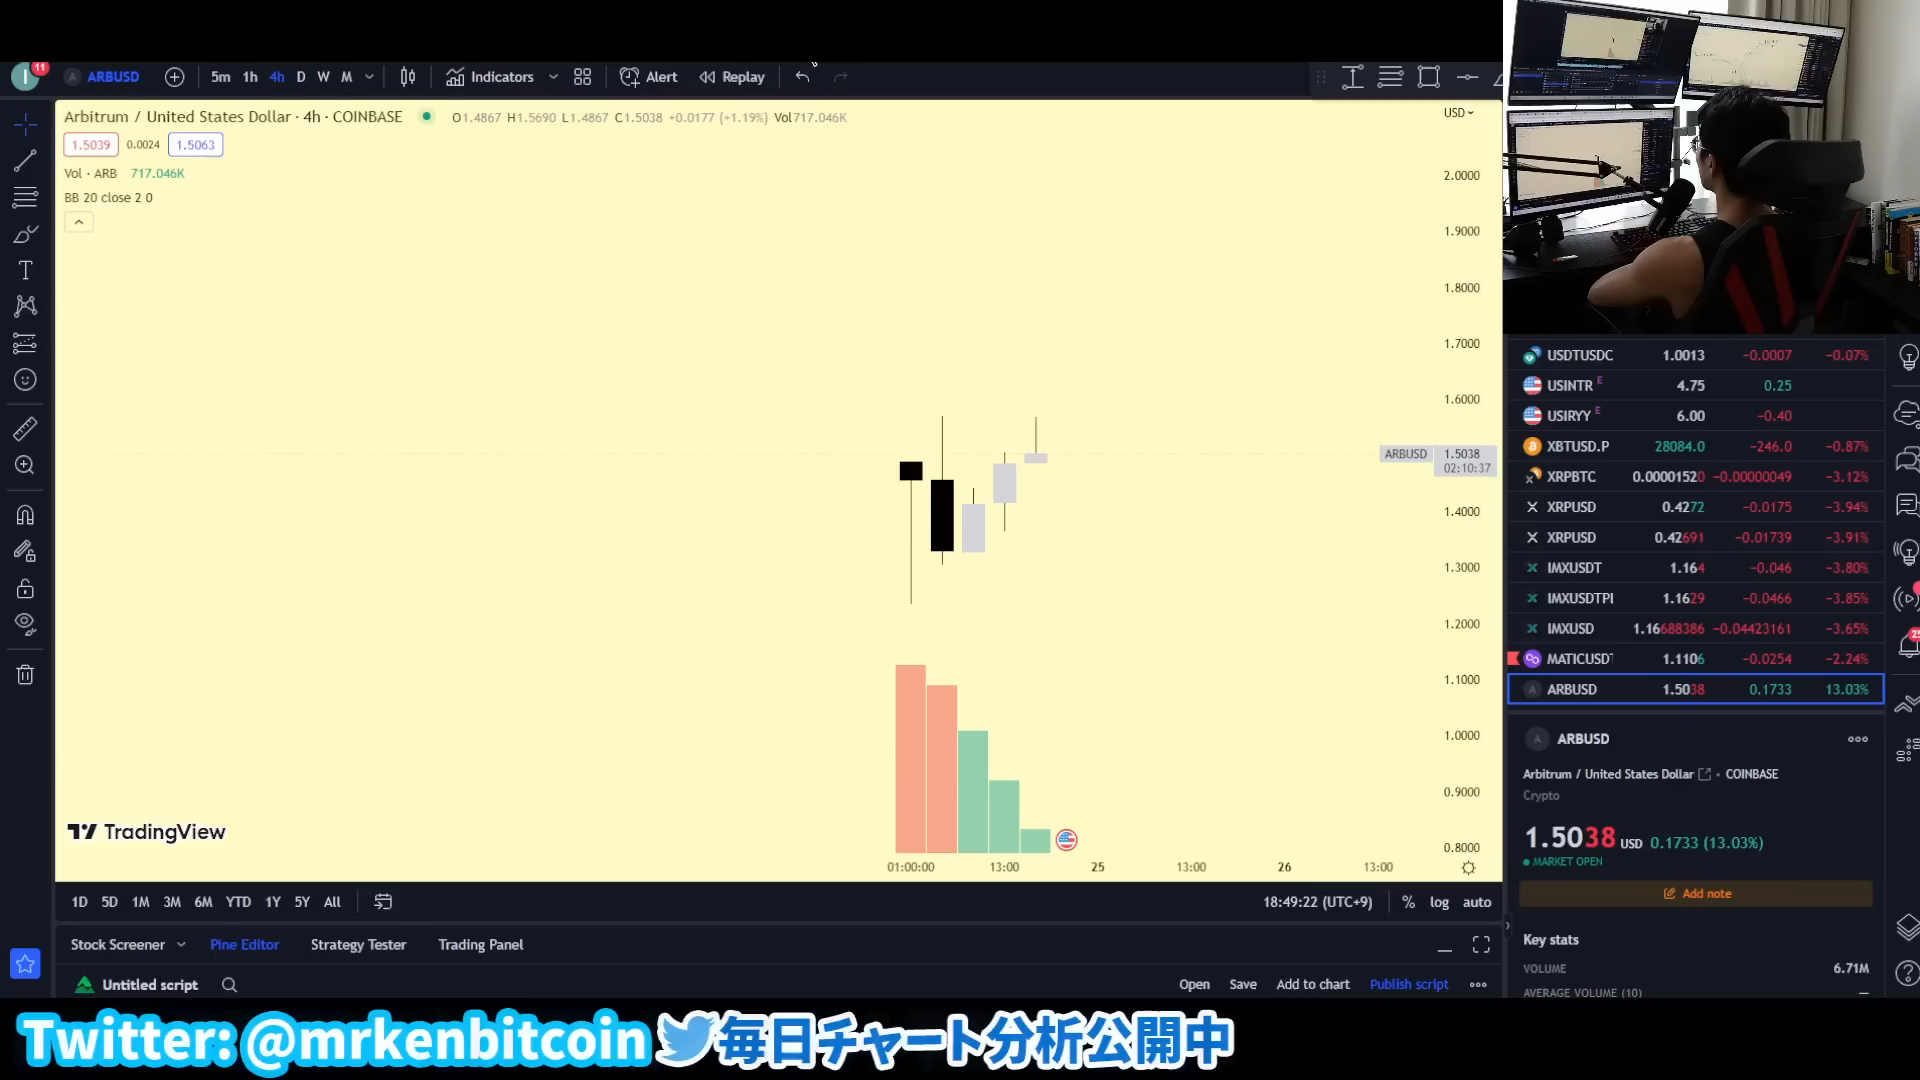 11
ARBUSD
5m 1h 4h D W M
Indicators
Alert
Replay
Arbitrum / United States Dollar · 4h · COINBASE
O1.4867 H1.5690 L1.4867 C1.5038 +0.0177 (+1.19%) Vol717.046K
1.5039 0.0024 1.5063
Vol · ARB 717.046K
BB 20 close 2 0
USD
2.0000
1.9000
1.8000
1.7000
1.6000
ARBUSD 1.5038
02:10:37
1.4000
1.3000
1.2000
1.1000
1.0000
0.9000
0.8000
TradingView
01:00:00 13:00 25 13:00 26 13:00
1D 5D 1M 3M 6M YTD 1Y 5Y All
18:49:22 (UTC+9) % log auto
Stock Screener Pine Editor Strategy Tester Trading Panel
Untitled script
Open Save Add to chart Publish script
USDTUSDC 1.0013 −0.0007 −0.07%
USINTR E 4.75 0.25
USIRYY E 6.00 −0.40
XBTUSD.P 28084.0 −246.0 −0.87%
XRPBTC 0.00001520 −0.00000049 −3.12%
XRPUSD 0.4272 −0.0175 −3.94%
XRPUSD 0.42691 −0.01739 −3.91%
IMXUSDT 1.164 −0.046 −3.80%
IMXUSDTPI 1.1629 −0.0466 −3.85%
IMXUSD 1.16688386 −0.04423161 −3.65%
MATICUSDT 1.1106 −0.0254 −2.24%
ARBUSD 1.5038 0.1733 13.03%
ARBUSD
Arbitrum / United States Dollar · COINBASE
Crypto
1.5038 USD 0.1733 (13.03%)
MARKET OPEN
Add note
Key stats
VOLUME 6.71M
AVERAGE VOLUME (10) —
Twitter: @mrkenbitcoin 毎日チャート分析公開中